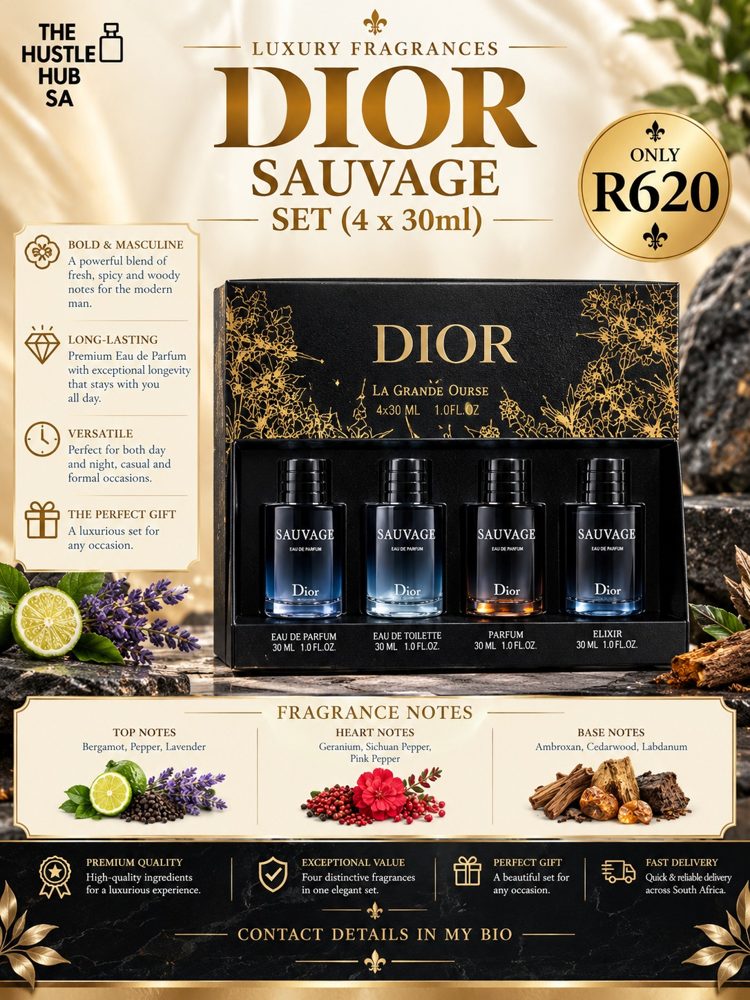 THE
HUSTLE
HUB
SA
LUXURY FRAGRANCES
DIOR
SAUVAGE
SET (4 x 30ml)
ONLY
R620
BOLD & MASCULINE
A powerful blend of
fresh, spicy and woody
notes for the modern
man.
LONG-LASTING
Premium Eau de Parfum
with exceptional longevity
that stays with you
all day.
VERSATILE
Perfect for both day
and night, casual and
formal occasions.
THE PERFECT GIFT
A luxurious set for
any occasion.
DIOR
LA GRANDE OURSE
4x30 ML 1.0FL.OZ
SAUVAGE
EAU DE PARFUM
Dior
SAUVAGE
EAU DE PARFUM
Dior
SAUVAGE
EAU DE PARFUM
Dior
SAUVAGE
EAU DE PARFUM
Dior
EAU DE PARFUM
30 ML 1.0 FL.OZ.
EAU DE TOILETTE
30 ML 1.0 FL.OZ.
PARFUM
30 ML 1.0 FL.OZ.
ELIXIR
30 ML 1.0 FL.OZ.
FRAGRANCE NOTES
TOP NOTES
Bergamot, Pepper, Lavender
HEART NOTES
Geranium, Sichuan Pepper,
Pink Pepper
BASE NOTES
Ambroxan, Cedarwood, Labdanum
PREMIUM QUALITY
High-quality ingredients
for a luxurious experience.
EXCEPTIONAL VALUE
Four distinctive fragrances
in one elegant set.
PERFECT GIFT
A beautiful set for
any occasion.
FAST DELIVERY
Quick & reliable delivery
across South Africa.
CONTACT DETAILS IN MY BIO